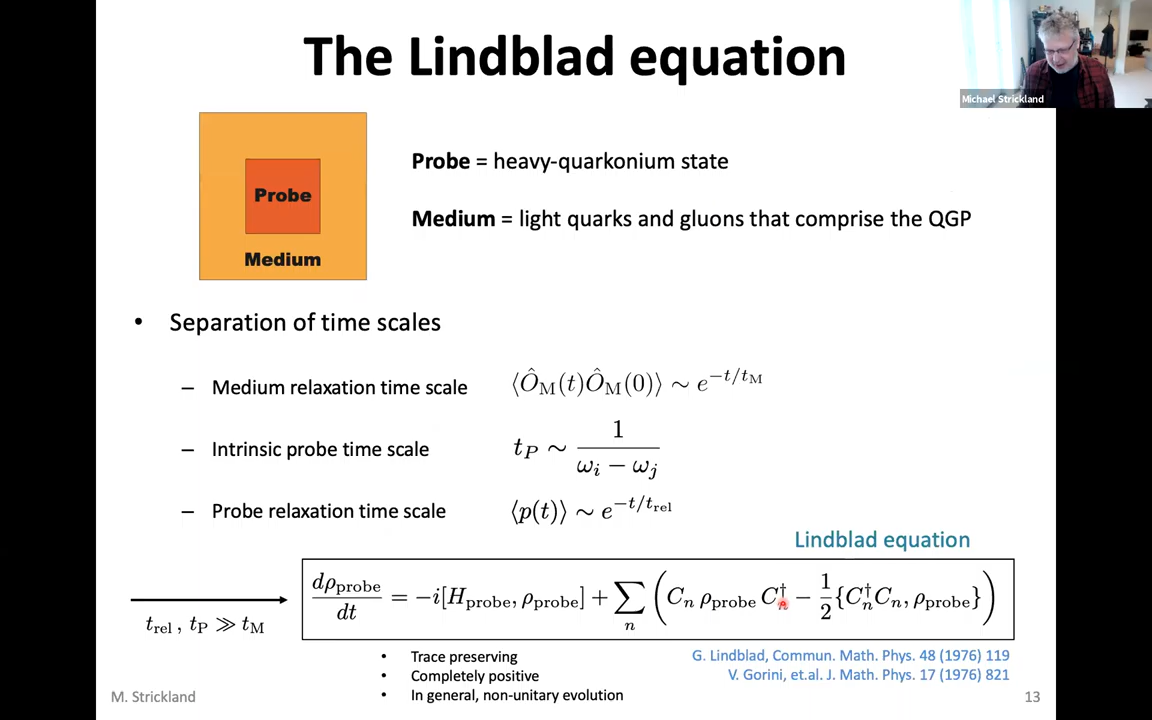 The Lindblad equation
Michael Strickland
Probe
Medium
Probe = heavy-quarkonium state
Medium = light quarks and gluons that comprise the QGP
• Separation of time scales
– Medium relaxation time scale ⟨Ô_M(t)Ô_M(0)⟩ ∼ e^{−t/t_M}
– Intrinsic probe time scale t_P ∼ 1/(ω_i − ω_j)
– Probe relaxation time scale ⟨p(t)⟩ ∼ e^{−t/t_rel}
Lindblad equation
dρ_probe/dt = −i[H_probe, ρ_probe] + ∑_n (C_n ρ_probe C_n^† − 1/2 {C_n^† C_n, ρ_probe})
t_rel , t_P ≫ t_M
• Trace preserving
• Completely positive
• In general, non-unitary evolution
G. Lindblad, Commun. Math. Phys. 48 (1976) 119
V. Gorini, et.al. J. Math. Phys. 17 (1976) 821
M. Strickland
13